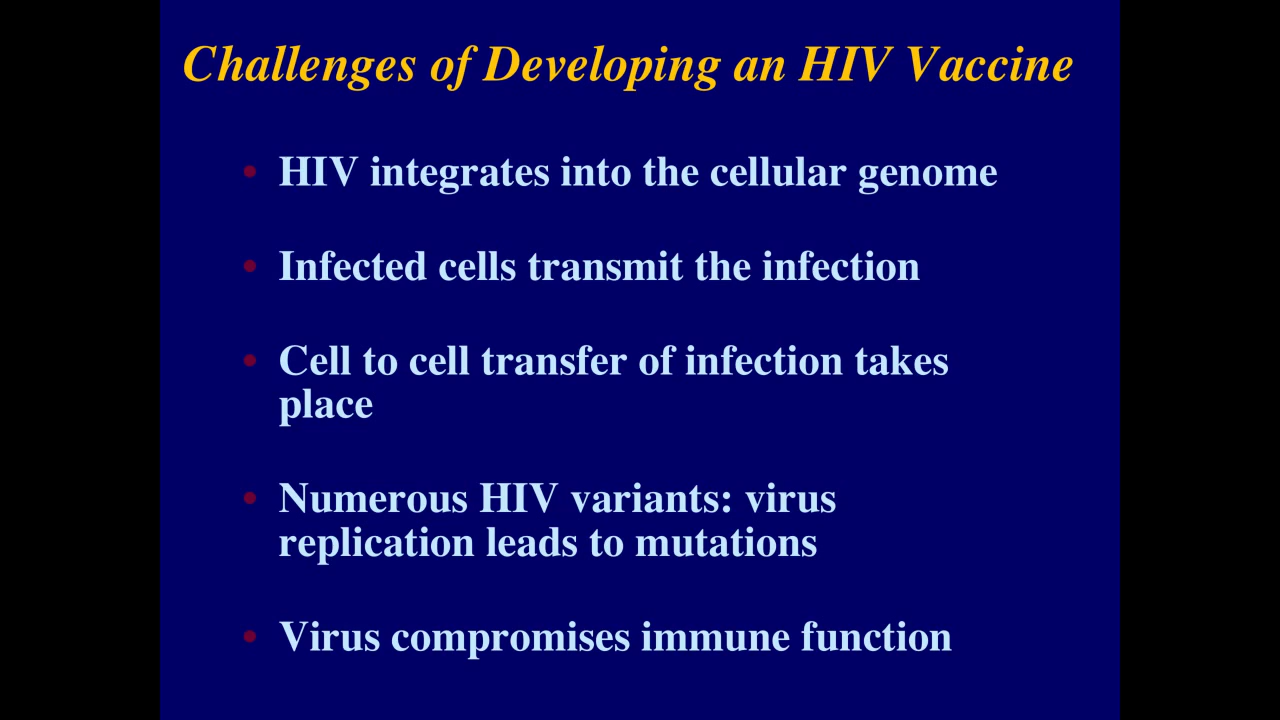 Challenges of Developing an HIV Vaccine
• HIV integrates into the cellular genome
• Infected cells transmit the infection
• Cell to cell transfer of infection takes
place
• Numerous HIV variants: virus
replication leads to mutations
• Virus compromises immune function